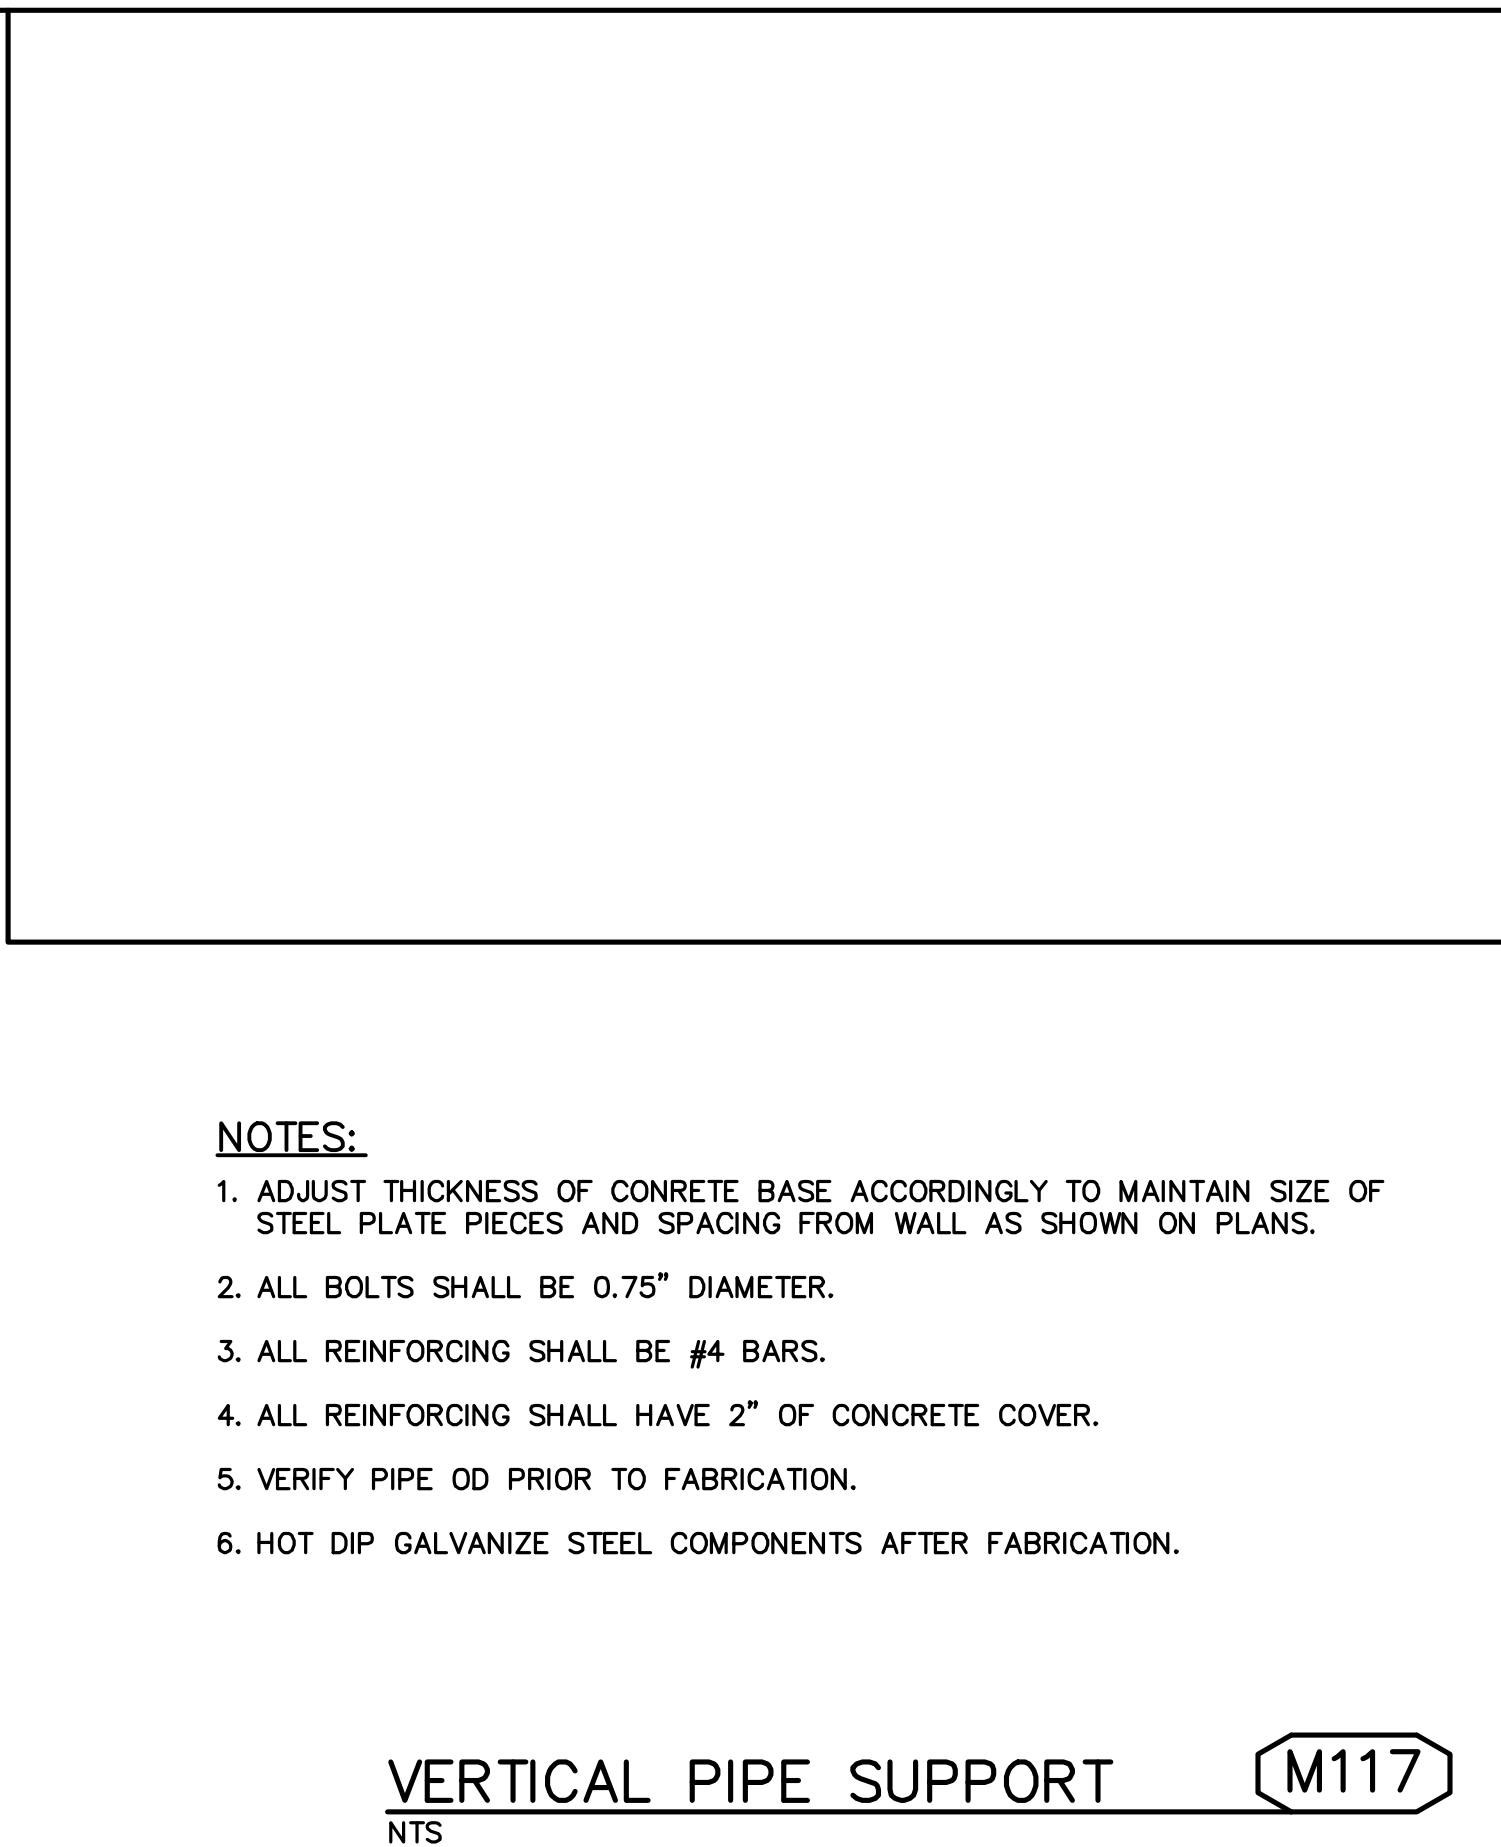 NOTES:
1. ADJUST THICKNESS OF CONRETE BASE ACCORDINGLY TO MAINTAIN SIZE OF
STEEL PLATE PIECES AND SPACING FROM WALL AS SHOWN ON PLANS.
2. ALL BOLTS SHALL BE 0.75" DIAMETER.
3. ALL REINFORCING SHALL BE #4 BARS.
4. ALL REINFORCING SHALL HAVE 2" OF CONCRETE COVER.
5. VERIFY PIPE OD PRIOR TO FABRICATION.
6. HOT DIP GALVANIZE STEEL COMPONENTS AFTER FABRICATION.
VERTICAL PIPE SUPPORT
M117
NTS